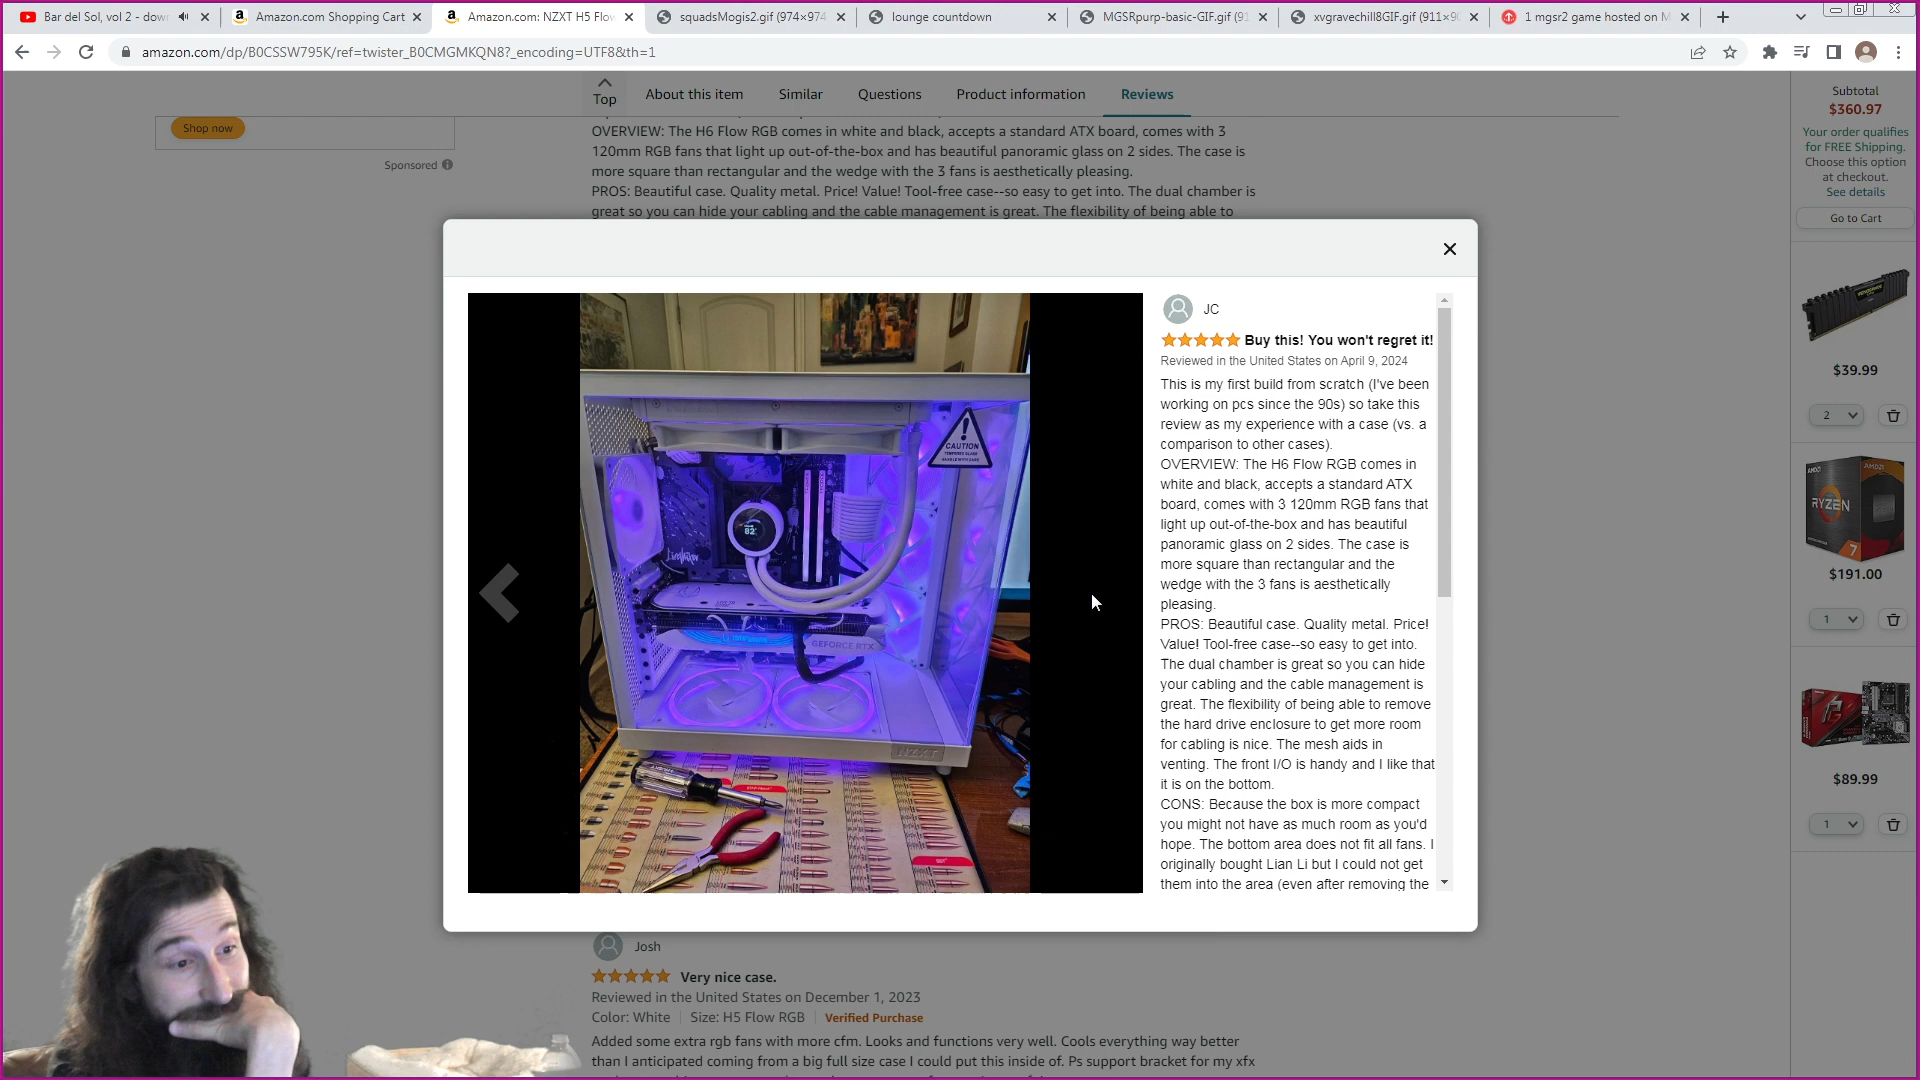 Bar del Sol, vol 2 - dow
Amazon.com Shopping Cart
Amazon.com: NZXT H5 Flow
squadsMogis2.gif (974×974
lounge countdown
MGSRpurp-basic-GIF.gif (91
xvgravechill8GIF.gif (911×90
1 mgsr2 game hosted on M
amazon.com/dp/B0CSSW795K/ref=twister_B0CMGMKQN8?_encoding=UTF8&th=1
Top
About this item
Similar
Questions
Product information
Reviews
Shop now
Sponsored
OVERVIEW: The H6 Flow RGB comes in white and black, accepts a standard ATX board, comes with 3
120mm RGB fans that light up out-of-the-box and has beautiful panoramic glass on 2 sides. The case is
more square than rectangular and the wedge with the 3 fans is aesthetically pleasing.
PROS: Beautiful case. Quality metal. Price! Value! Tool-free case--so easy to get into. The dual chamber is
great so you can hide your cabling and the cable management is great. The flexibility of being able to
CAUTION
TEMPERED GLASS
HANDLE WITH CARE
82°
GEFORCE RTX
NZXT
JC
Buy this! You won't regret it!
Reviewed in the United States on April 9, 2024
This is my first build from scratch (I've been
working on pcs since the 90s) so take this
review as my experience with a case (vs. a
comparison to other cases).
OVERVIEW: The H6 Flow RGB comes in
white and black, accepts a standard ATX
board, comes with 3 120mm RGB fans that
light up out-of-the-box and has beautiful
panoramic glass on 2 sides. The case is
more square than rectangular and the
wedge with the 3 fans is aesthetically
pleasing.
PROS: Beautiful case. Quality metal. Price!
Value! Tool-free case--so easy to get into.
The dual chamber is great so you can hide
your cabling and the cable management is
great. The flexibility of being able to remove
the hard drive enclosure to get more room
for cabling is nice. The mesh aids in
venting. The front I/O is handy and I like that
it is on the bottom.
CONS: Because the box is more compact
you might not have as much room as you'd
hope. The bottom area does not fit all fans. I
originally bought Lian Li but I could not get
them into the area (even after removing the
Josh
Very nice case.
Reviewed in the United States on December 1, 2023
Color: White
Size: H5 Flow RGB
Verified Purchase
Added some extra rgb fans with more cfm. Looks and functions very well. Cools everything way better
than I anticipated coming from a big full size case I could put this inside of. Ps support bracket for my xfx
Subtotal
$360.97
Your order qualifies
for FREE Shipping.
Choose this option
at checkout.
See details
Go to Cart
VENGEANCE
$39.99
2
AMD
RYZEN
7
$191.00
1
$89.99
1